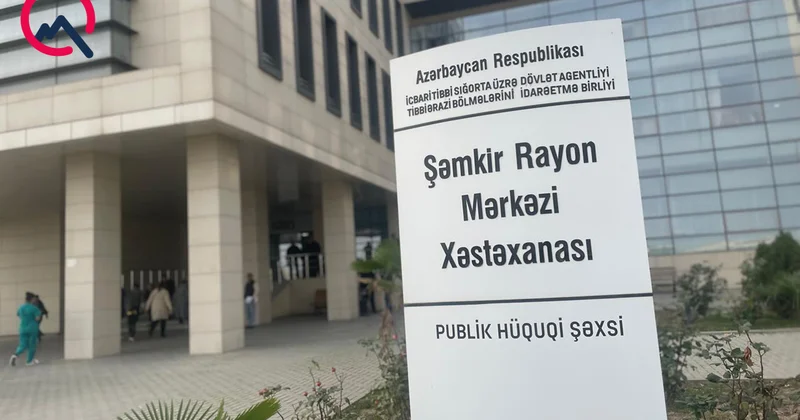 Azərbaycan Respublikası
İCBARİ TİBBİ SIĞORTA ÜZRƏ DÖVLƏT AGENTLİYİ
TİBBİ ƏRAZİ BÖLMƏLƏRİNİ İDARƏETMƏ BİRLİYİ
Şəmkir Rayon
Mərkəzi
Xəstəxanası
PUBLİK HÜQUQİ ŞƏXSİ